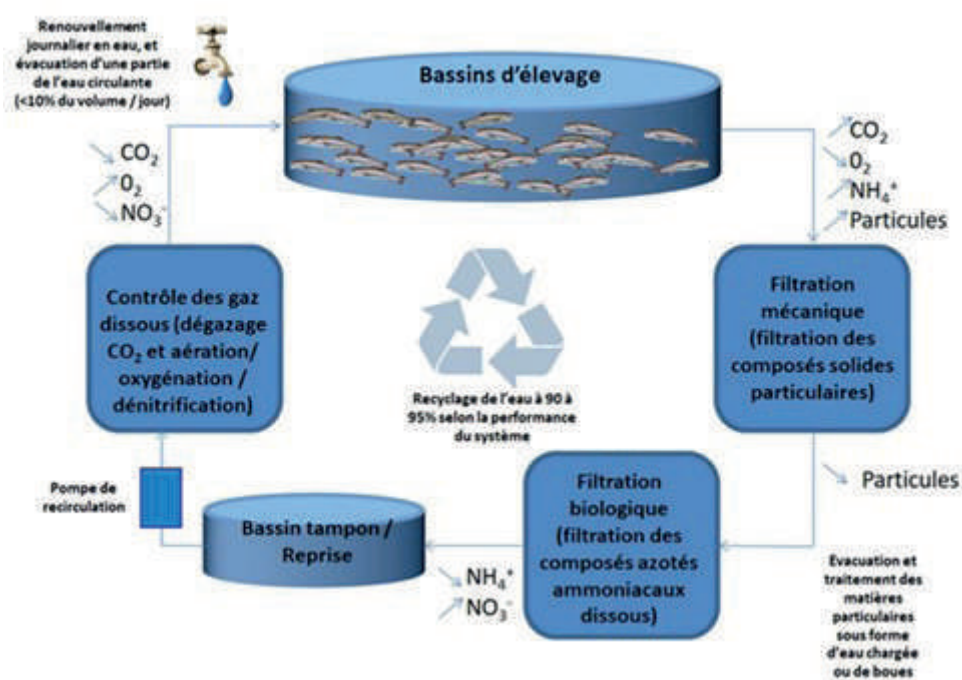 Renouvellement
journalier en eau, et
évacuation d'une partie
de l'eau circulante
(<10% du volume / jour)
Bassins d'élevage
CO₂
0₂
NO₃⁻
CO₂
0₂
NH₄⁺
Particules
Contrôle des gaz
dissous (dégazage
CO₂ et aération/
oxygénation /
dénitrification)
Recyclage de l'eau à 90 à
95% selon la performance
du système
Filtration
mécanique
(filtration des
composés solides
particulaires)
Particules
Pompe de
recirculation
Bassin tampon /
Reprise
NH₄⁺
NO₃⁻
Filtration
biologique
(filtration des
composés azotés
ammoniacaux
dissous)
Evacuation et
traitement des
matières
particulaires
sous forme
d'eau chargée
ou de boues